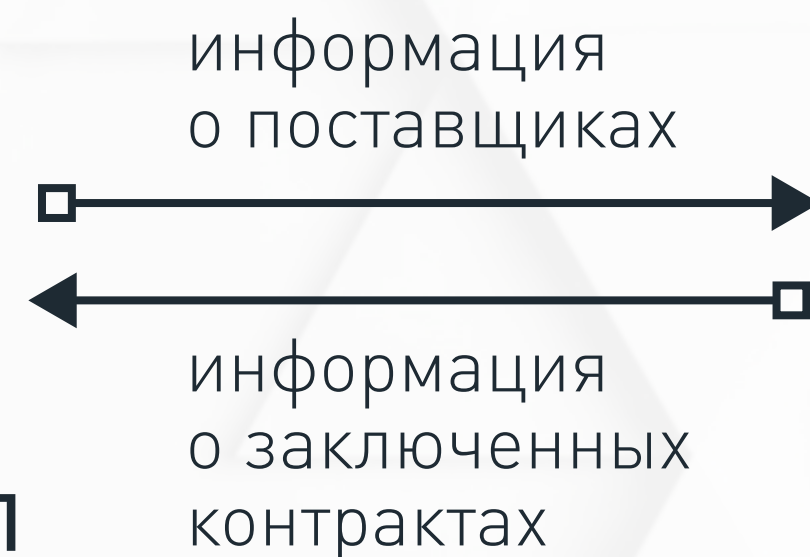 информация
о поставщиках
информация
о заключенных
контрактах